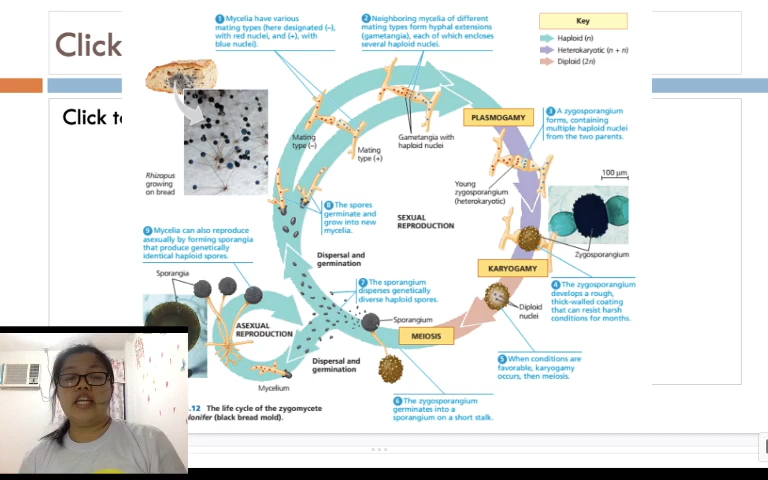 Click
Click to
1 Mycelia have various
mating types (here designated (–),
with red nuclei, and (+), with
blue nuclei).
2 Neighboring mycelia of different
mating types form hyphal extensions
(gametangia), each of which encloses
several haploid nuclei.
Key
Haploid (n)
Heterokaryotic (n + n)
Diploid (2n)
PLASMOGAMY
3 A zygosporangium
forms, containing
multiple haploid nuclei
from the two parents.
Mating
type (–)
Mating
type (+)
Gametangia with
haploid nuclei
Rhizopus
growing
on bread
Young
zygosporangium
(heterokaryotic)
100 μm
8 The spores
germinate and
grow into new
mycelia.
SEXUAL
REPRODUCTION
9 Mycelia can also reproduce
asexually by forming sporangia
that produce genetically
identical haploid spores.
Zygosporangium
Dispersal and
germination
KARYOGAMY
Sporangia
7 The sporangium
disperses genetically
diverse haploid spores.
4 The zygosporangium
develops a rough,
thick-walled coating
that can resist harsh
conditions for months.
Diploid
nuclei
Sporangium
ASEXUAL
REPRODUCTION
MEIOSIS
Dispersal and
germination
5 When conditions are
favorable, karyogamy
occurs, then meiosis.
Mycelium
6 The zygosporangium
germinates into a
sporangium on a short stalk.
.12 The life cycle of the zygomycete
lonifer (black bread mold).